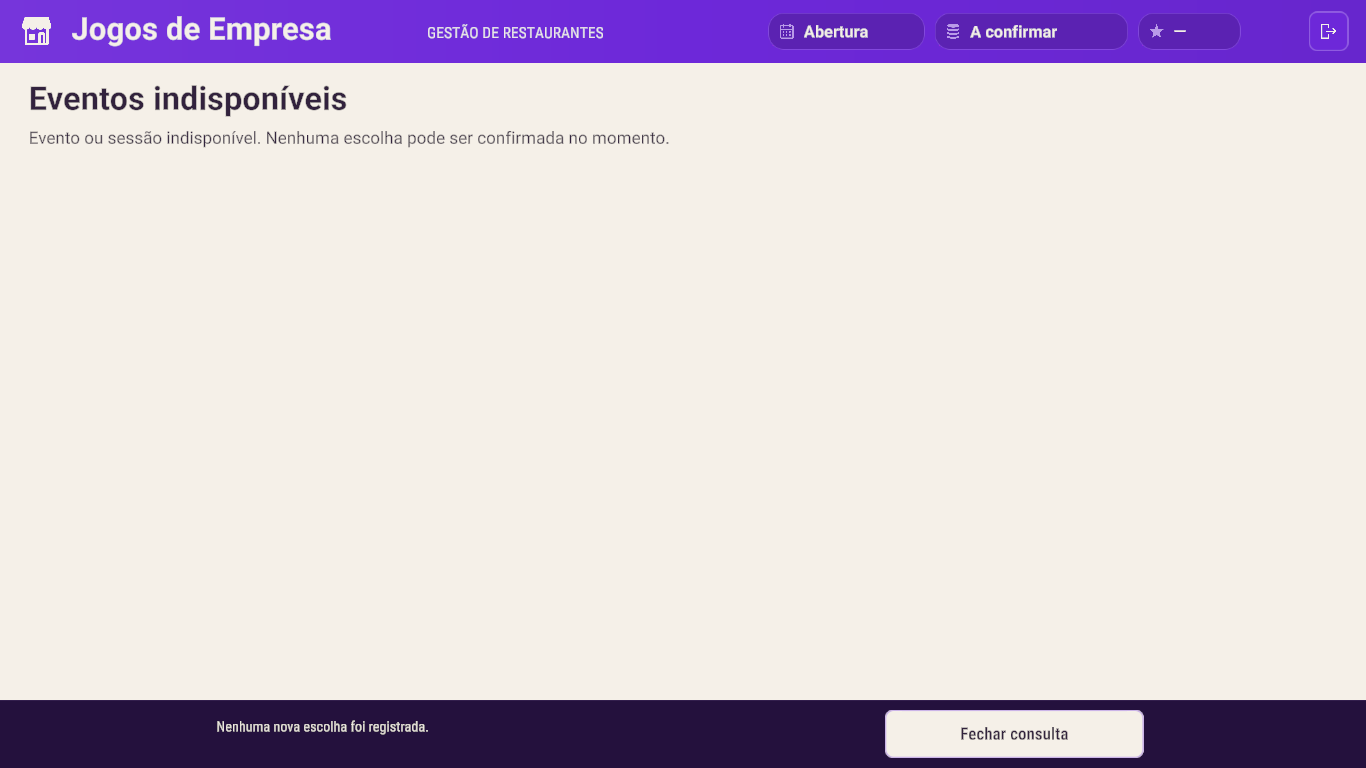 Jogos de Empresa
GESTÃO DE RESTAURANTES
Abertura
A confirmar
—
Eventos indisponíveis
Evento ou sessão indisponível. Nenhuma escolha pode ser confirmada no momento.
Nenhuma nova escolha foi registrada.
Fechar consulta